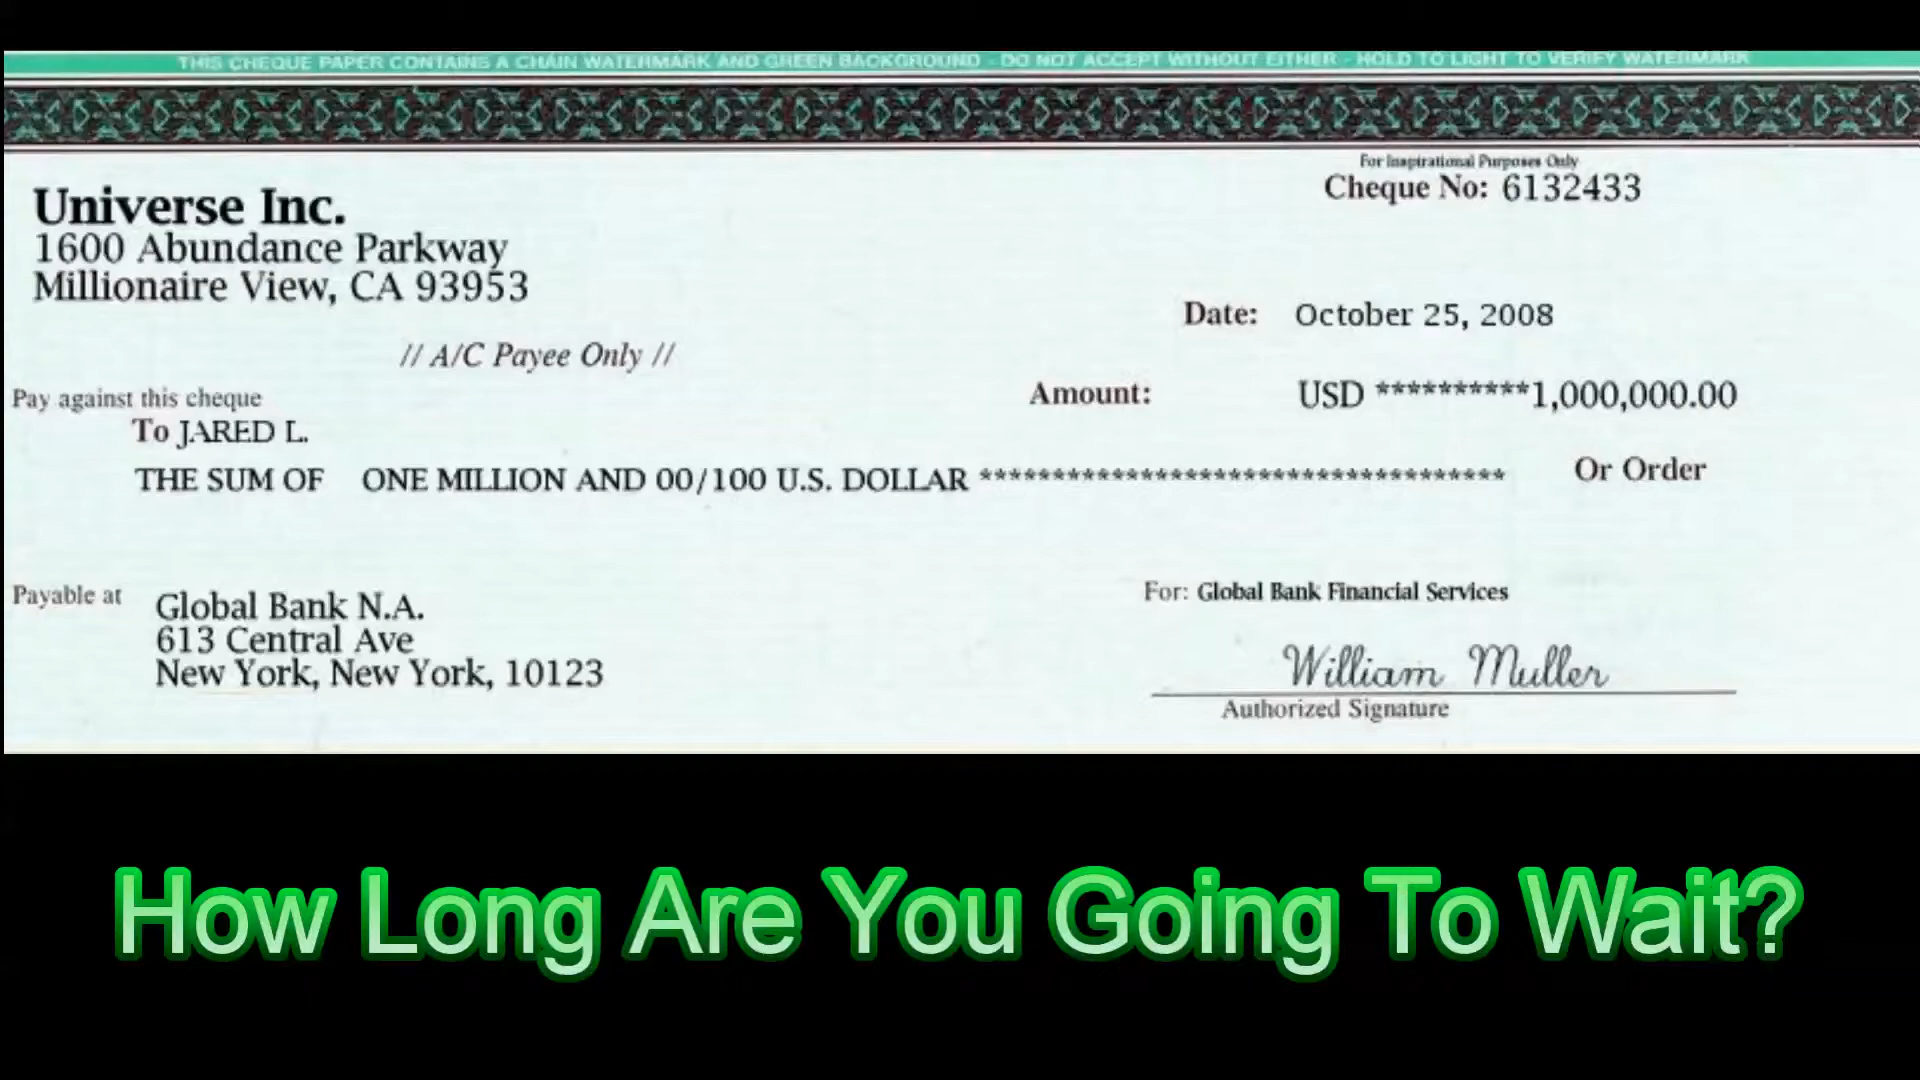 THIS CHEQUE PAPER CONTAINS A CHAIN WATERMARK AND GREEN BACKGROUND - DO NOT ACCEPT WITHOUT EITHER - HOLD TO LIGHT TO VERIFY WATERMARK
For Inspirational Purposes Only
Cheque No: 6132433
Universe Inc.
1600 Abundance Parkway
Millionaire View, CA 93953
Date: October 25, 2008
// A/C Payee Only //
Amount: USD **********1,000,000.00
Pay against this cheque
To JARED L.
THE SUM OF ONE MILLION AND 00/100 U.S. DOLLAR ************************************ Or Order
Payable at
Global Bank N.A.
613 Central Ave
New York, New York, 10123
For: Global Bank Financial Services
William Muller
Authorized Signature
How Long Are You Going To Wait?